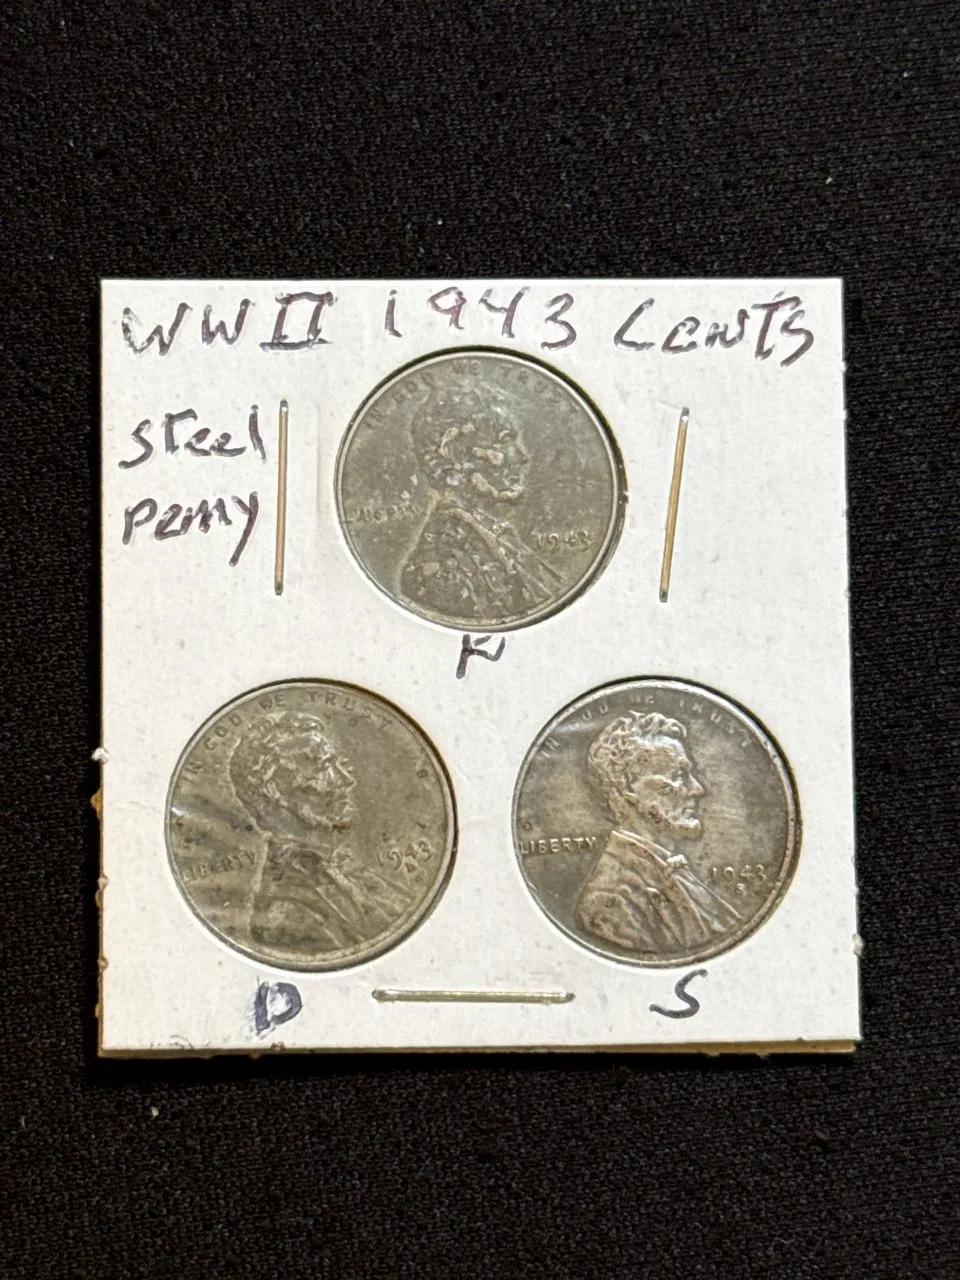 WWII 1943 Cents
Steel
Penny
IN GOD WE TRUST
LIBERTY
1943
IN GOD WE TRUST
LIBERTY
1943
D
IN GOD WE TRUST
LIBERTY
1943
S
D
S